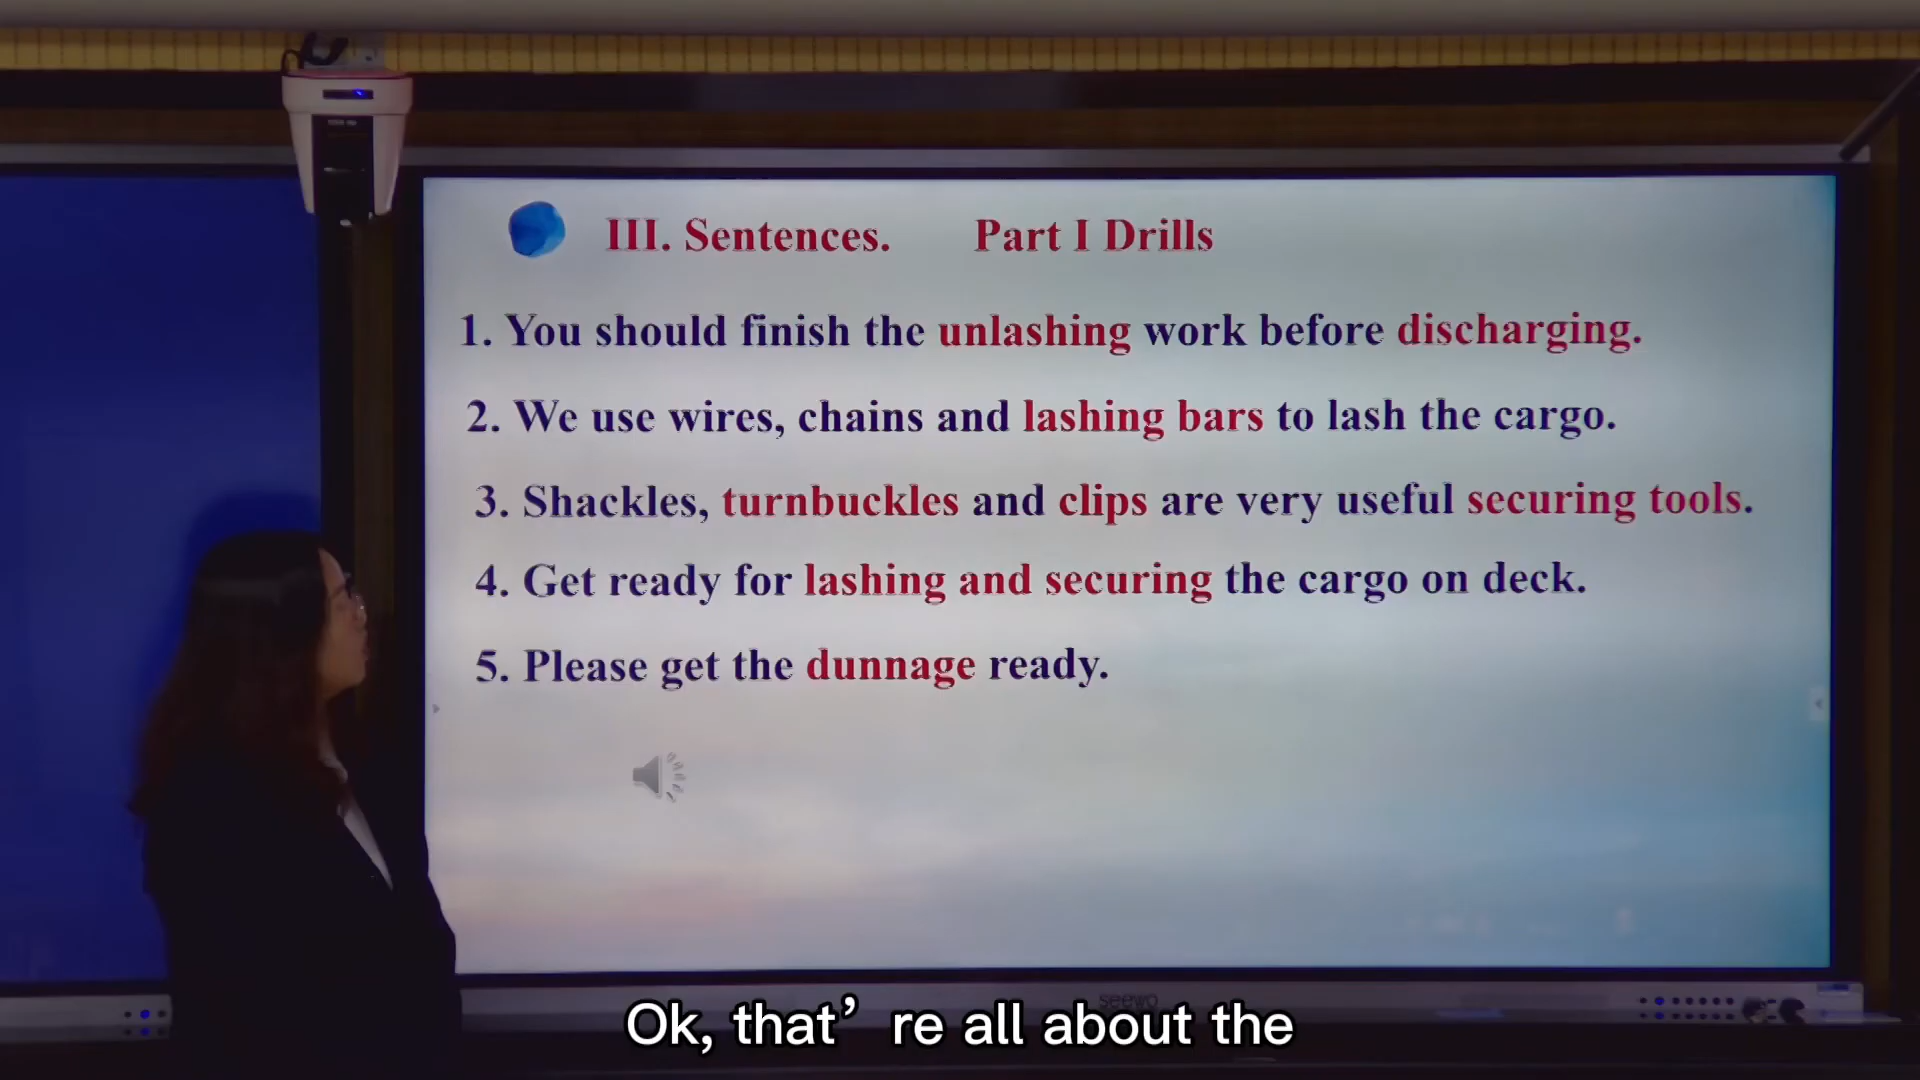 III. Sentences. Part I Drills
1. You should finish the unlashing work before discharging.
2. We use wires, chains and lashing bars to lash the cargo.
3. Shackles, turnbuckles and clips are very useful securing tools.
4. Get ready for lashing and securing the cargo on deck.
5. Please get the dunnage ready.
seewo
Ok, that’ re all about the